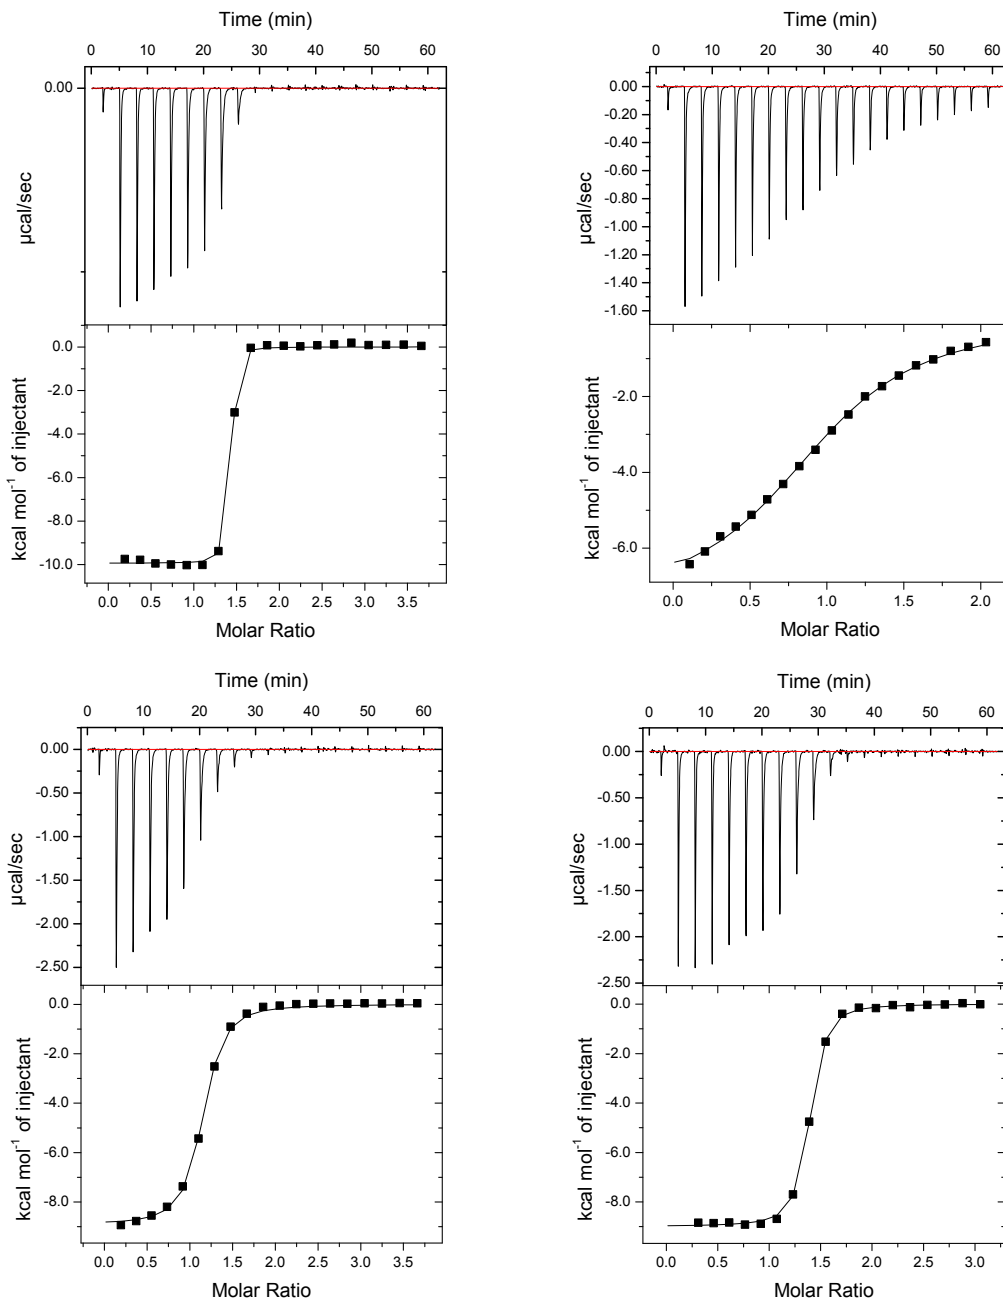 Time (min)
0 10 20 30 40 50 60
0.00
µcal/sec
0.0
-2.0
-4.0
-6.0
-8.0
-10.0
kcal mol⁻¹ of injectant
0.0 0.5 1.0 1.5 2.0 2.5 3.0 3.5
Molar Ratio
Time (min)
0 10 20 30 40 50 60
0.00
-0.20
-0.40
-0.60
-0.80
-1.00
-1.20
-1.40
-1.60
µcal/sec
-2.0
-4.0
-6.0
kcal mol⁻¹ of injectant
0.0 0.5 1.0 1.5 2.0
Molar Ratio
Time (min)
0 10 20 30 40 50 60
0.00
-0.50
-1.00
-1.50
-2.00
-2.50
µcal/sec
0.0
-2.0
-4.0
-6.0
-8.0
kcal mol⁻¹ of injectant
0.0 0.5 1.0 1.5 2.0 2.5 3.0 3.5
Molar Ratio
Time (min)
0 10 20 30 40 50 60
0.00
-0.50
-1.00
-1.50
-2.00
-2.50
µcal/sec
0.0
-2.0
-4.0
-6.0
-8.0
kcal mol⁻¹ of injectant
0.0 0.5 1.0 1.5 2.0 2.5 3.0
Molar Ratio